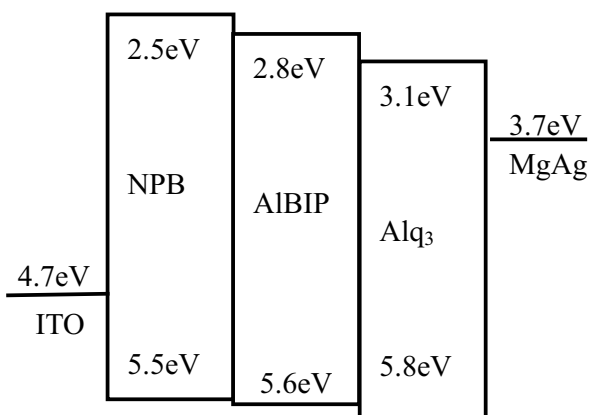 2.5eV
2.8eV
3.1eV
3.7eV
MgAg
NPB
AlBIP
Alq₃
4.7eV
ITO
5.5eV
5.6eV
5.8eV